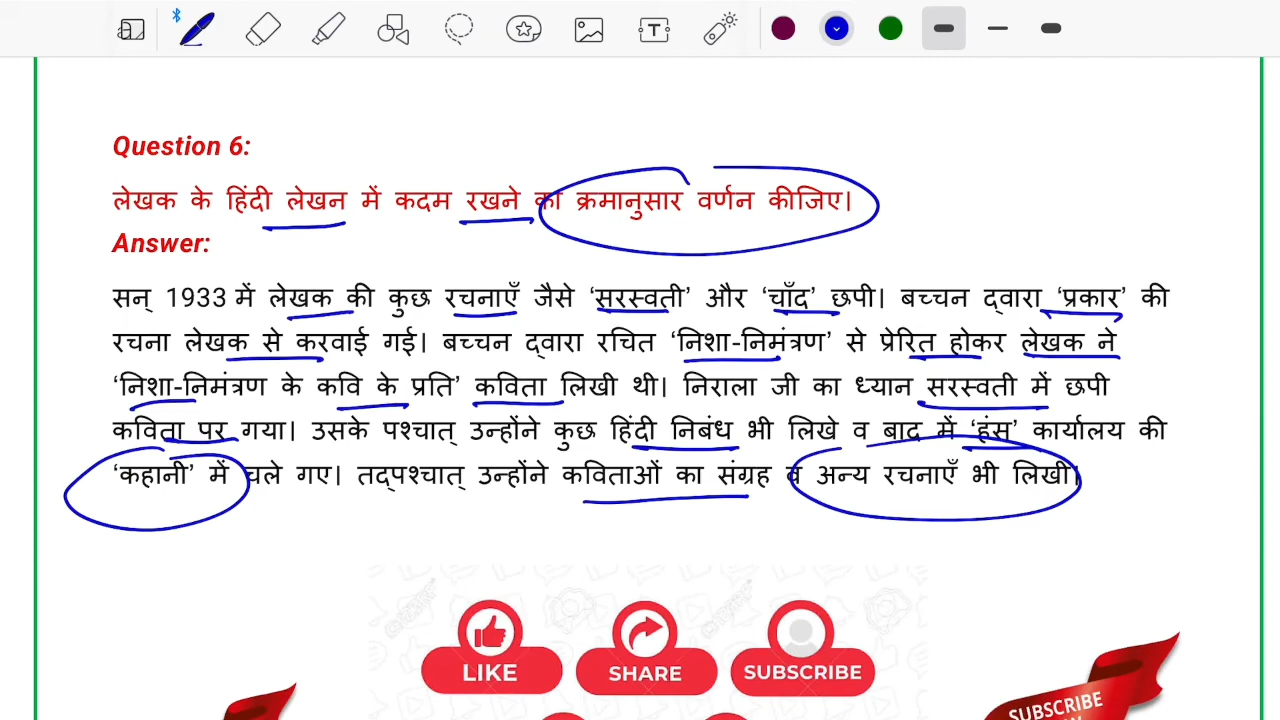 Question 6:
लेखक के हिंदी लेखन में कदम रखने का क्रमानुसार वर्णन कीजिए।
Answer:
सन् 1933 में लेखक की कुछ रचनाएँ जैसे ‘सरस्वती’ और ‘चाँद’ छपी। बच्चन द्वारा ‘प्रकार’ की
रचना लेखक से करवाई गई। बच्चन द्वारा रचित ‘निशा-निमंत्रण’ से प्रेरित होकर लेखक ने
‘निशा-निमंत्रण के कवि के प्रति’ कविता लिखी थी। निराला जी का ध्यान सरस्वती में छपी
कविता पर गया। उसके पश्चात् उन्होंने कुछ हिंदी निबंध भी लिखे व बाद में ‘हंस’ कार्यालय की
‘कहानी’ में चले गए। तद्पश्चात् उन्होंने कविताओं का संग्रह व अन्य रचनाएँ भी लिखी।
LIKE SHARE SUBSCRIBE
SUBSCRIBE